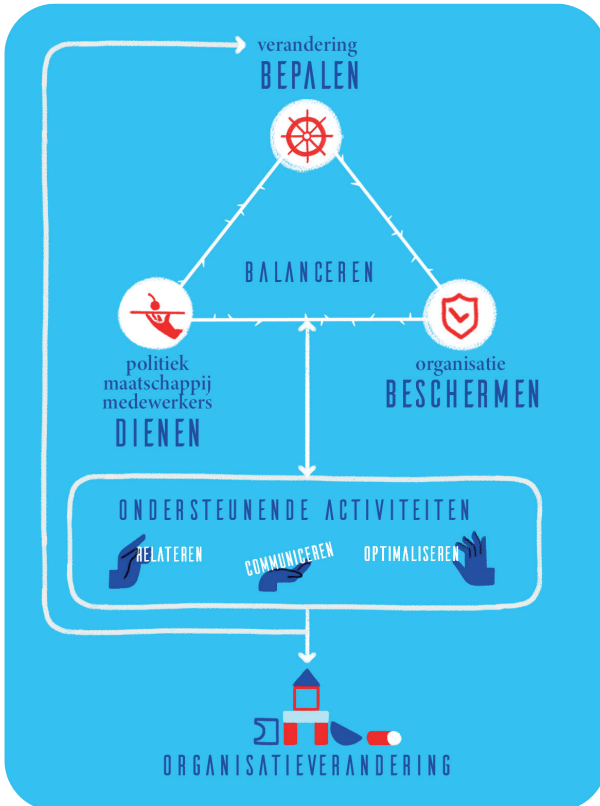 verandering
BEPALEN
BALANCEREN
politiek
maatschappij
medewerkers
DIENEN
organisatie
BESCHERMEN
ONDERSTEUNENDE ACTIVITEITEN
RELATEREN
COMMUNICEREN
OPTIMALISEREN
ORGANISATIEVERANDERING